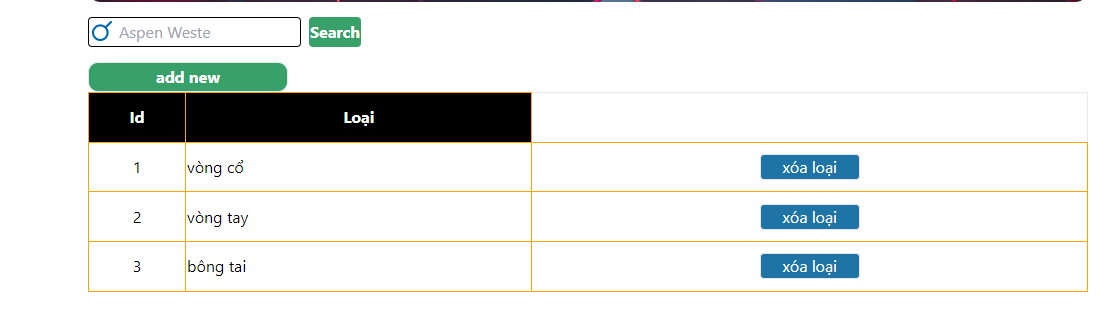 Aspen Weste Search
add new
Id Loại
1 vòng cổ xóa loại
2 vòng tay xóa loại
3 bông tai xóa loại